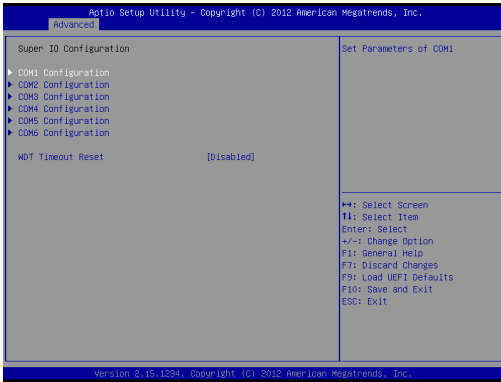 Aptio Setup Utility – Copyright (C) 2012 American Megatrends, Inc.
Advanced
Super IO Configuration
Set Parameters of COM1
COM1 Configuration
COM2 Configuration
COM3 Configuration
COM4 Configuration
COM5 Configuration
COM6 Configuration
WDT Timeout Reset [Disabled]
↔: Select Screen
↑↓: Select Item
Enter: Select
+/-: Change Option
F1: General Help
F7: Discard Changes
F9: Load UEFI Defaults
F10: Save and Exit
ESC: Exit
Version 2.15.1234. Copyright (C) 2012 American Megatrends, Inc.